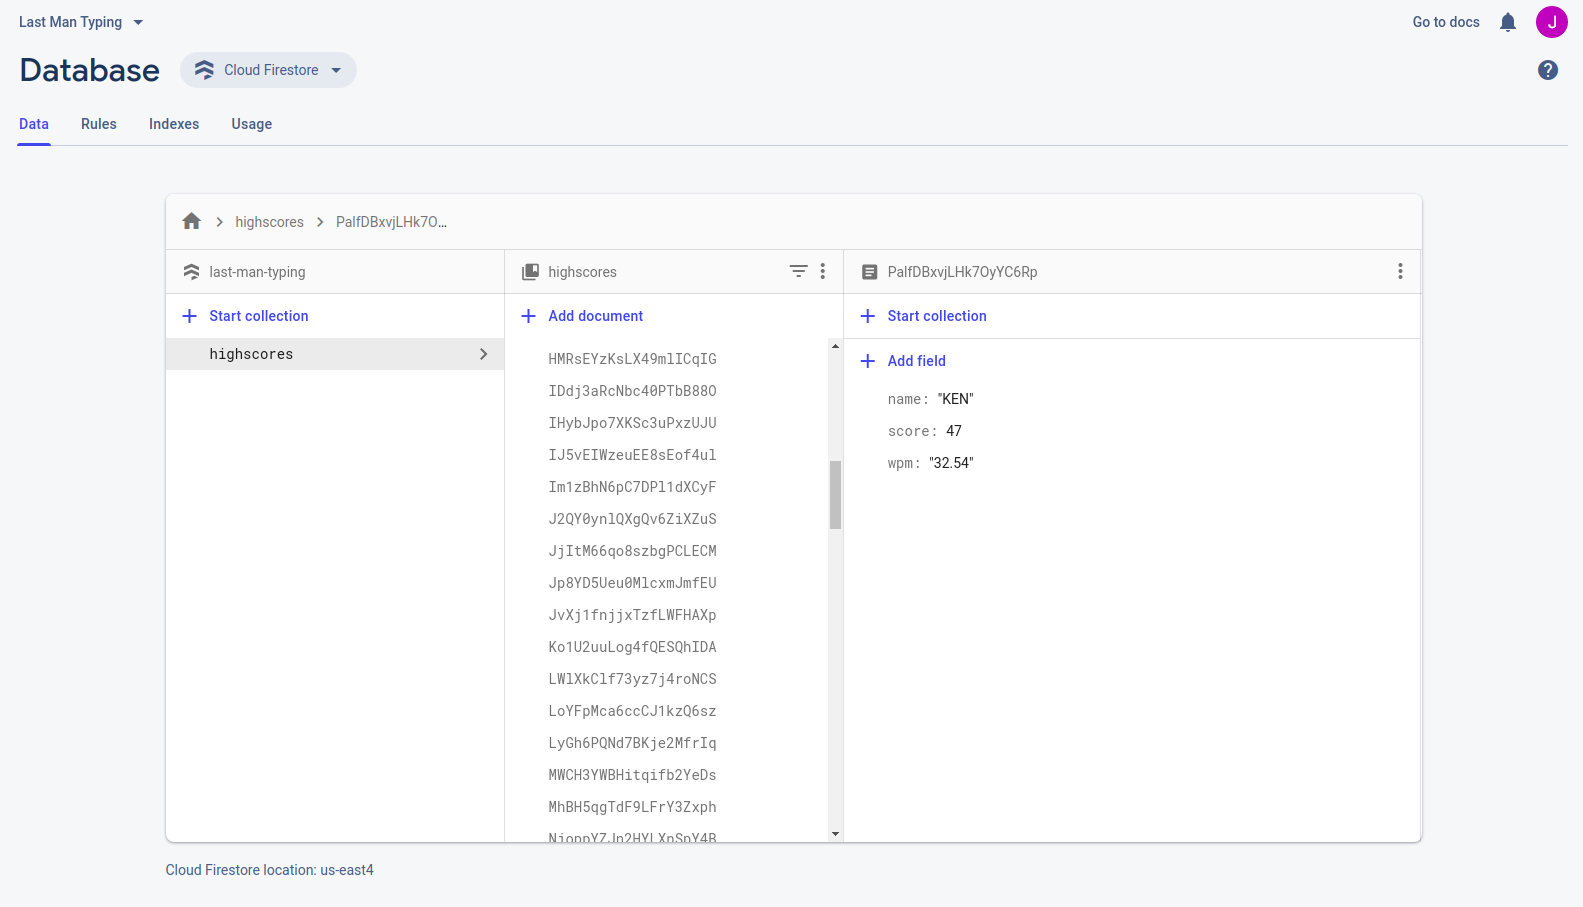 Last Man Typing
Go to docs
J
Database
Cloud Firestore
?
Data
Rules
Indexes
Usage
highscores
PalfDBxvjLHk7O...
last-man-typing
highscores
PalfDBxvjLHk7OyYC6Rp
Start collection
Add document
Start collection
highscores
HMRsEYzKsLX49mlICqIG
IDdj3aRcNbc40PTbB88O
IHybJpo7XKSc3uPxzUJU
IJ5vEIWzeuEE8sEof4ul
Im1zBhN6pC7DPl1dXCyF
J2QY0ynlQXgQv6ZiXZuS
JjItM66qo8szbgPCLECM
Jp8YD5Ueu0MlcxmJmfEU
JvXj1fnjjxTzfLWFHAXp
Ko1U2uuLog4fQESQhIDA
LWlXkClf73yz7j4roNCS
LoYFpMca6ccCJ1kzQ6sz
LyGh6PQNd7BKje2MfrIq
MWCH3YWBHitqifb2YeDs
MhBH5qgTdF9LFrY3Zxph
Add field
name: "KEN"
score: 47
wpm: "32.54"
Cloud Firestore location: us-east4